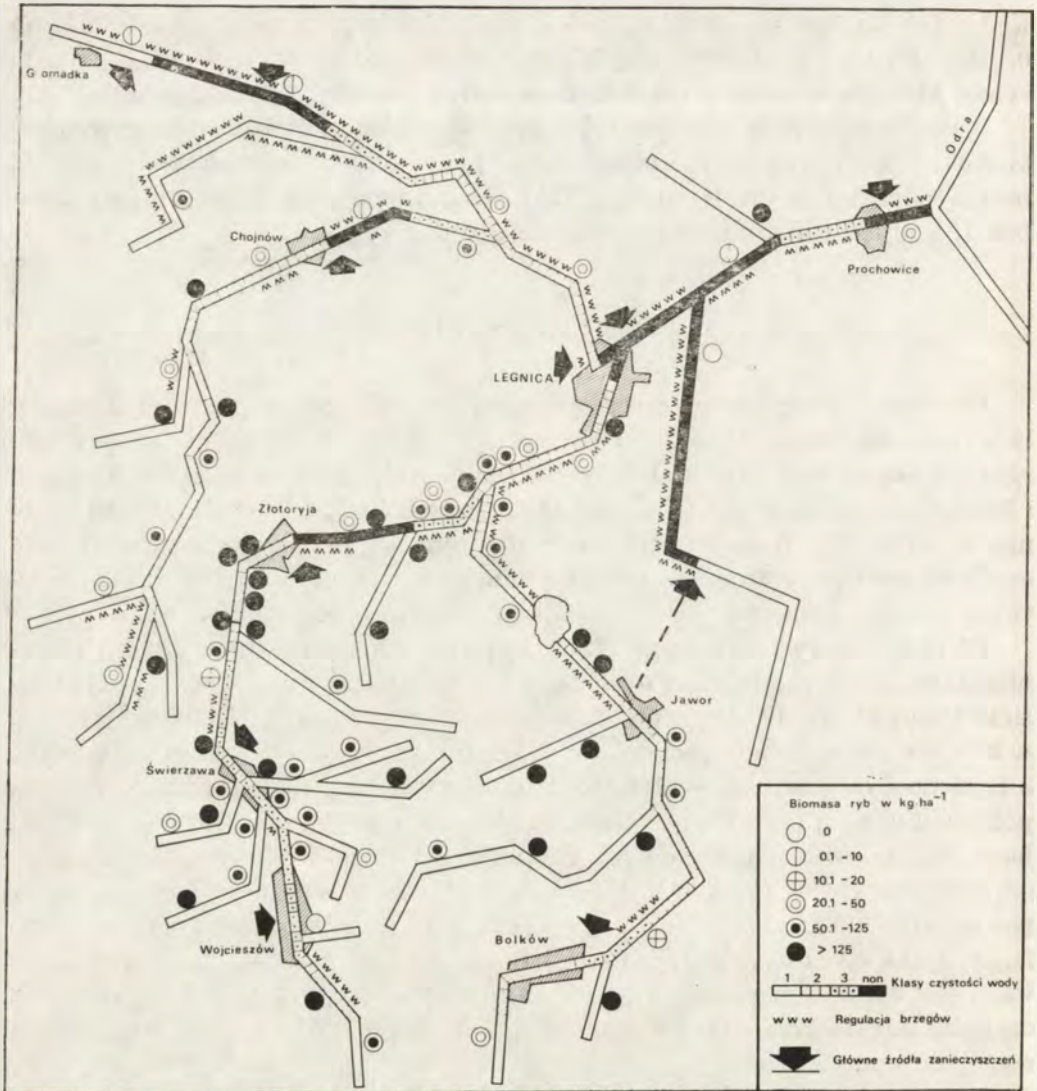 G omadka
Odra
Chojnów
Prochowice
LEGNICA
Złotoryja
Jawor
Świerzawa
Wojcieszów
Bolków
Biomasa ryb w kg ha⁻¹
0
0.1 - 10
10.1 - 20
20.1 - 50
50.1 - 125
> 125
1 2 3 non Klasy czystości wody
w w w Regulacja brzegów
Główne źródła zanieczyszczeń